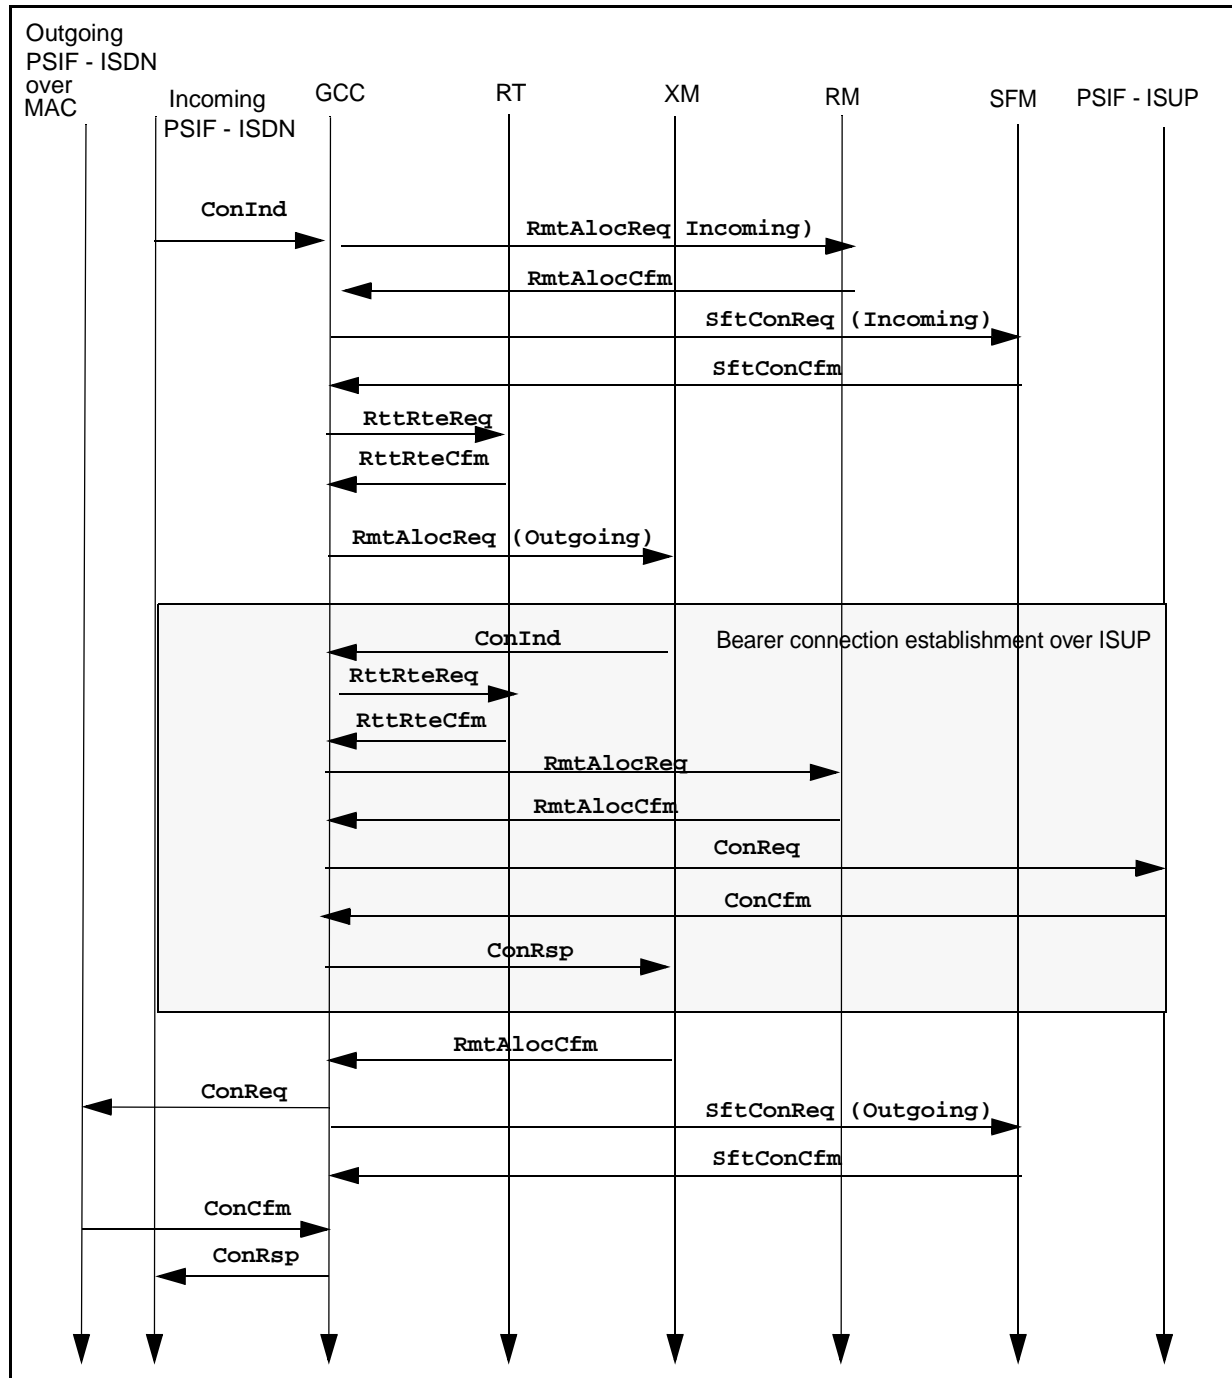 Outgoing
PSIF - ISDN
over
MAC
Incoming
PSIF - ISDN
GCC
RT
XM
RM
SFM
PSIF - ISUP
ConInd
RmtAlocReq Incoming)
RmtAlocCfm
SftConReq (Incoming)
SftConCfm
RttRteReq
RttRteCfm
RmtAlocReq (Outgoing)
ConInd
Bearer connection establishment over ISUP
RttRteReq
RttRteCfm
RmtAlocReq
RmtAlocCfm
ConReq
ConCfm
ConRsp
RmtAlocCfm
ConReq
SftConReq (Outgoing)
SftConCfm
ConCfm
ConRsp